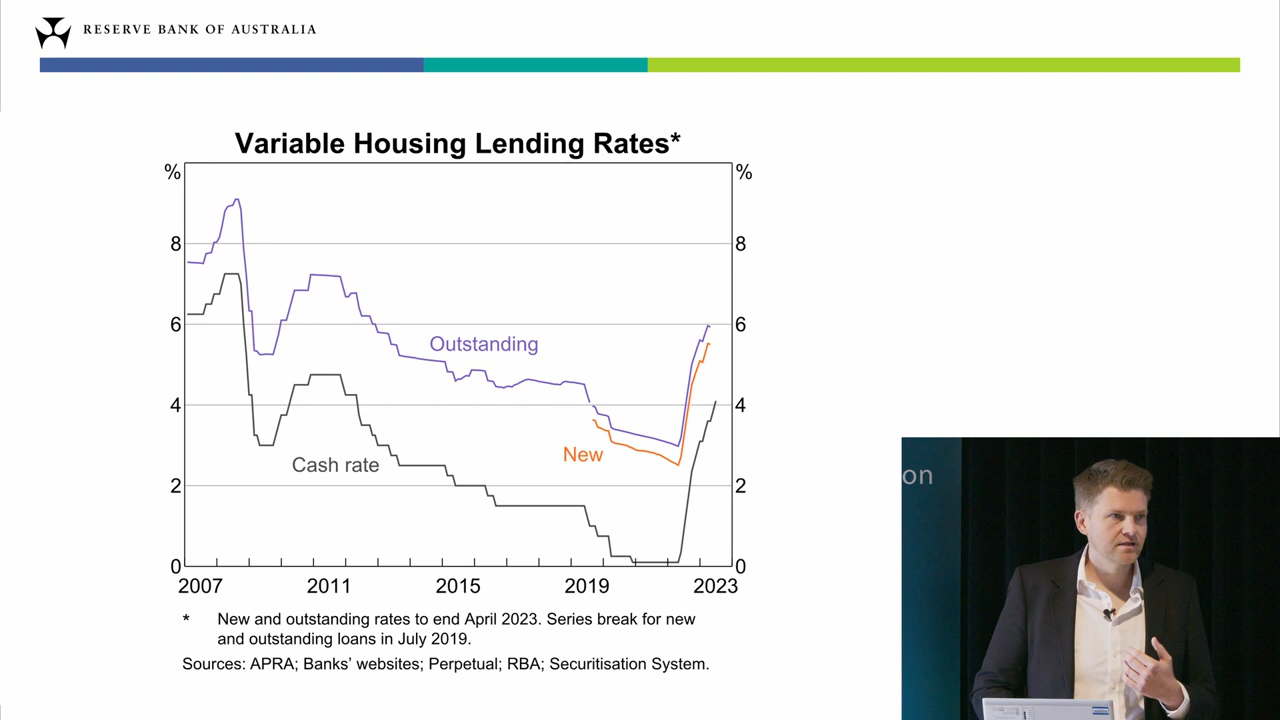 RESERVE BANK OF AUSTRALIA
Variable Housing Lending Rates*
% %
8 8
6 6
Outstanding
4 4
New
Cash rate
2 2
0 0
2007 2011 2015 2019 2023
* New and outstanding rates to end April 2023. Series break for new
and outstanding loans in July 2019.
Sources: APRA; Banks’ websites; Perpetual; RBA; Securitisation System.
on